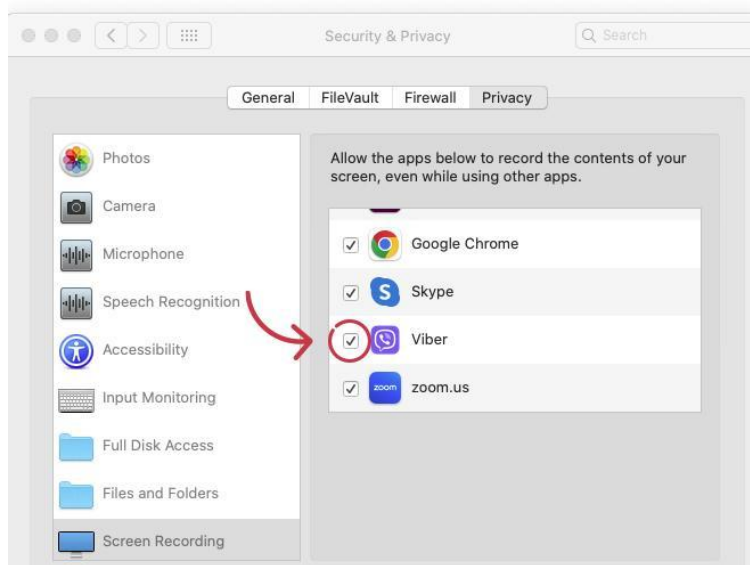 Security & Privacy
Search
General FileVault Firewall Privacy
Photos
Camera
Microphone
Speech Recognition
Accessibility
Input Monitoring
Full Disk Access
Files and Folders
Screen Recording
Allow the apps below to record the contents of your
screen, even while using other apps.
Google Chrome
Skype
Viber
zoom
zoom.us